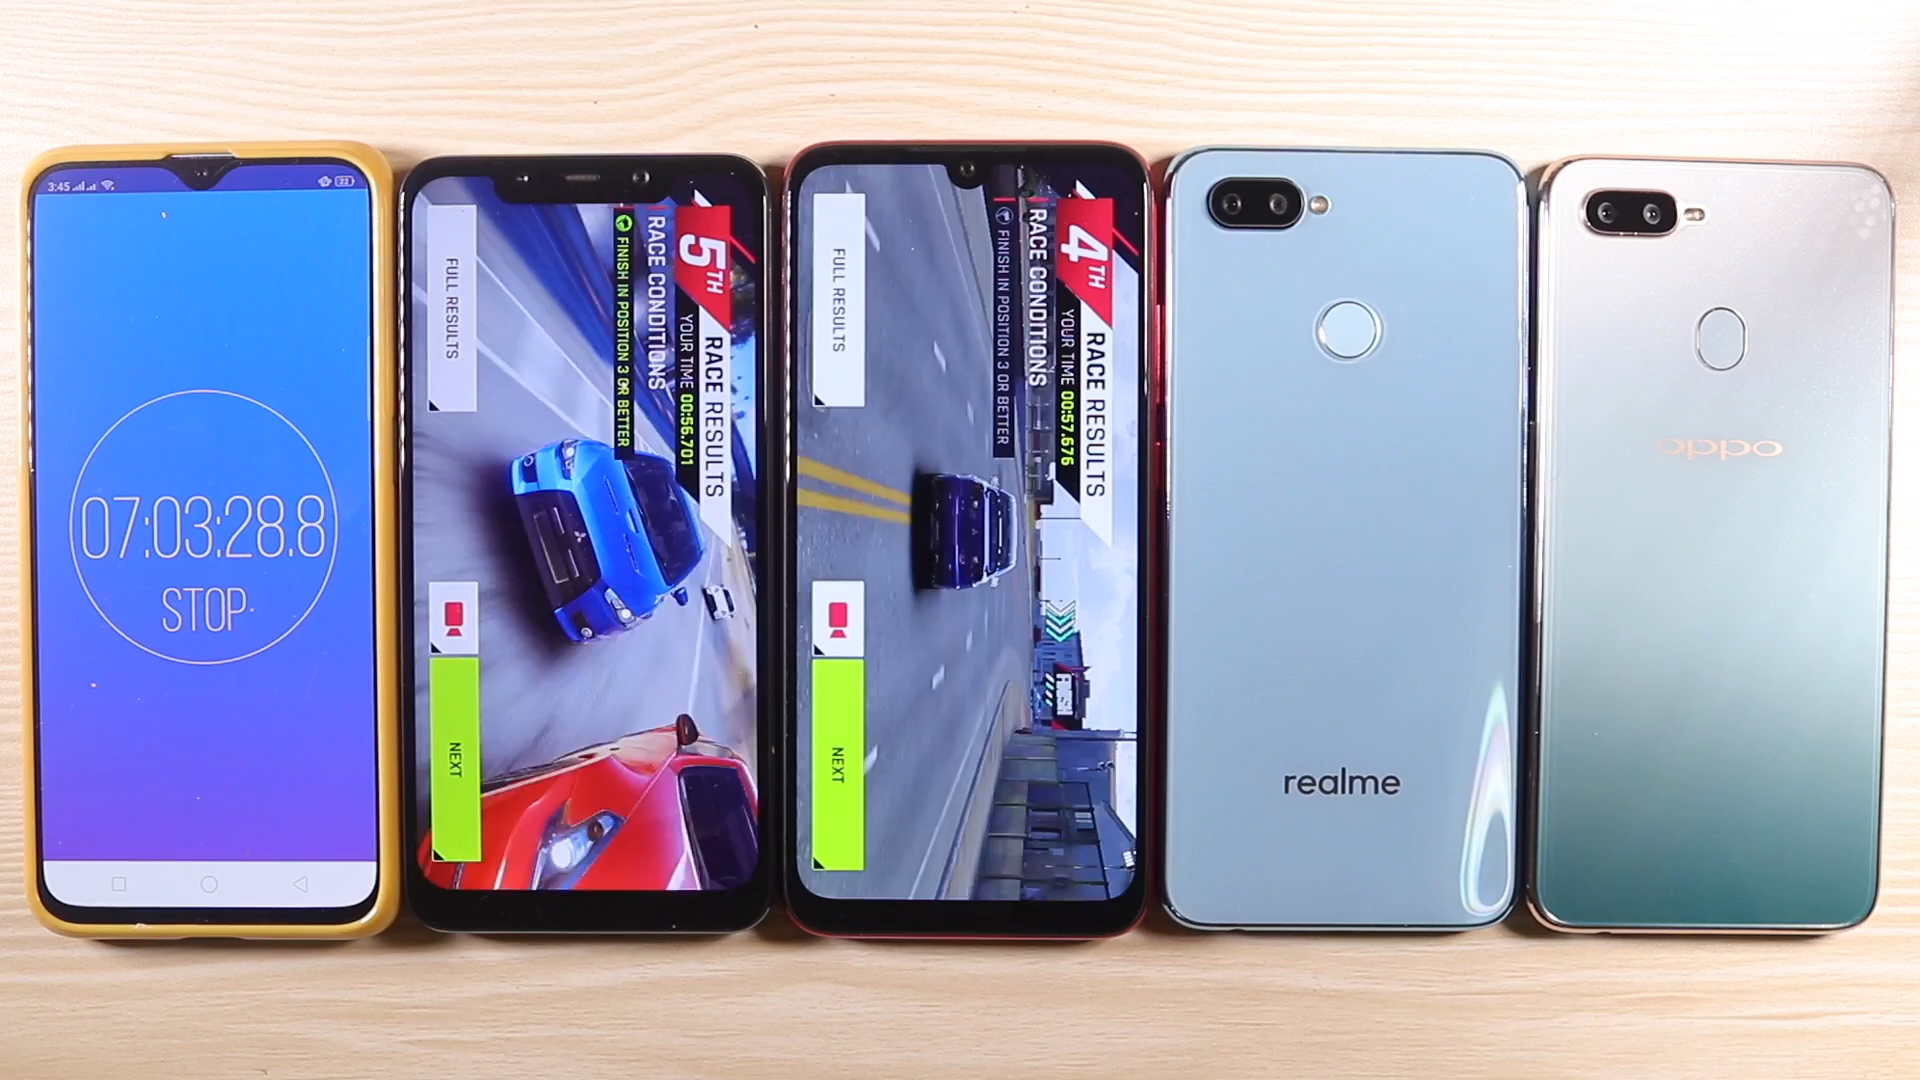 3:45
22
07:03:28.8
STOP
5TH
RACE RESULTS
YOUR TIME 00:56.701
RACE CONDITIONS
FINISH IN POSITION 3 OR BETTER
FULL RESULTS
NEXT
4TH
RACE RESULTS
YOUR TIME 00:57.676
RACE CONDITIONS
FINISH IN POSITION 3 OR BETTER
FINISH
FULL RESULTS
NEXT
realme
oppo